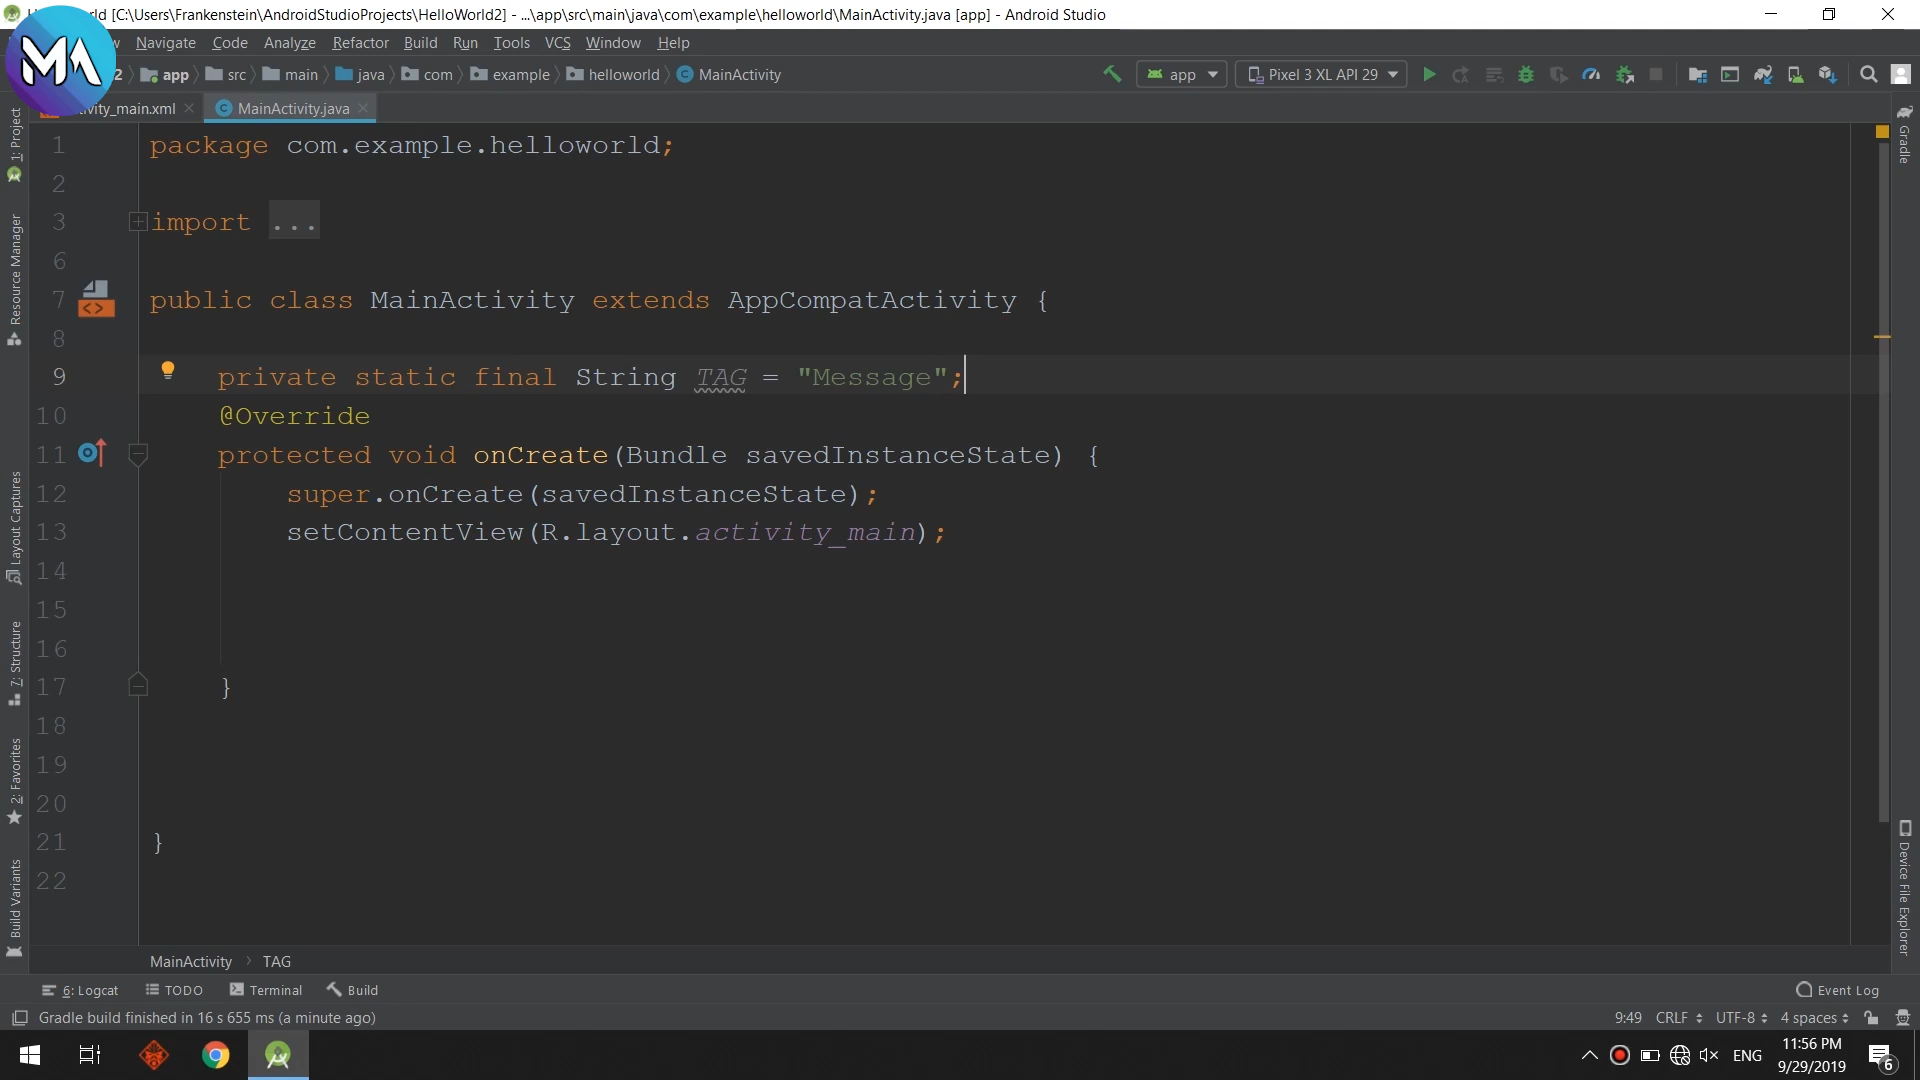 [C:\Users\Frankenstein\AndroidStudioProjects\HelloWorld2] - ...\app\src\main\java\com\example\helloworld\MainActivity.java [app] - Android Studio
MA
Navigate Code Analyze Refactor Build Run Tools VCS Window Help
2 app src main java com example helloworld MainActivity app Pixel 3 XL API 29
ity_main.xml MainActivity.java
1: Project
Resource Manager
Layout Captures
7: Structure
2: Favorites
Build Variants
Gradle
Device File Explorer
1 package com.example.helloworld;
2
3 import ...
6
7 public class MainActivity extends AppCompatActivity {
8
9 private static final String TAG = "Message";
10 @Override
11 protected void onCreate(Bundle savedInstanceState) {
12 super.onCreate(savedInstanceState);
13 setContentView(R.layout.activity_main);
14
15
16
17 }
18
19
20
21 }
22
MainActivity TAG
6: Logcat TODO Terminal Build Event Log
Gradle build finished in 16 s 655 ms (a minute ago) 9:49 CRLF UTF-8 4 spaces
ENG 11:56 PM
9/29/2019 6